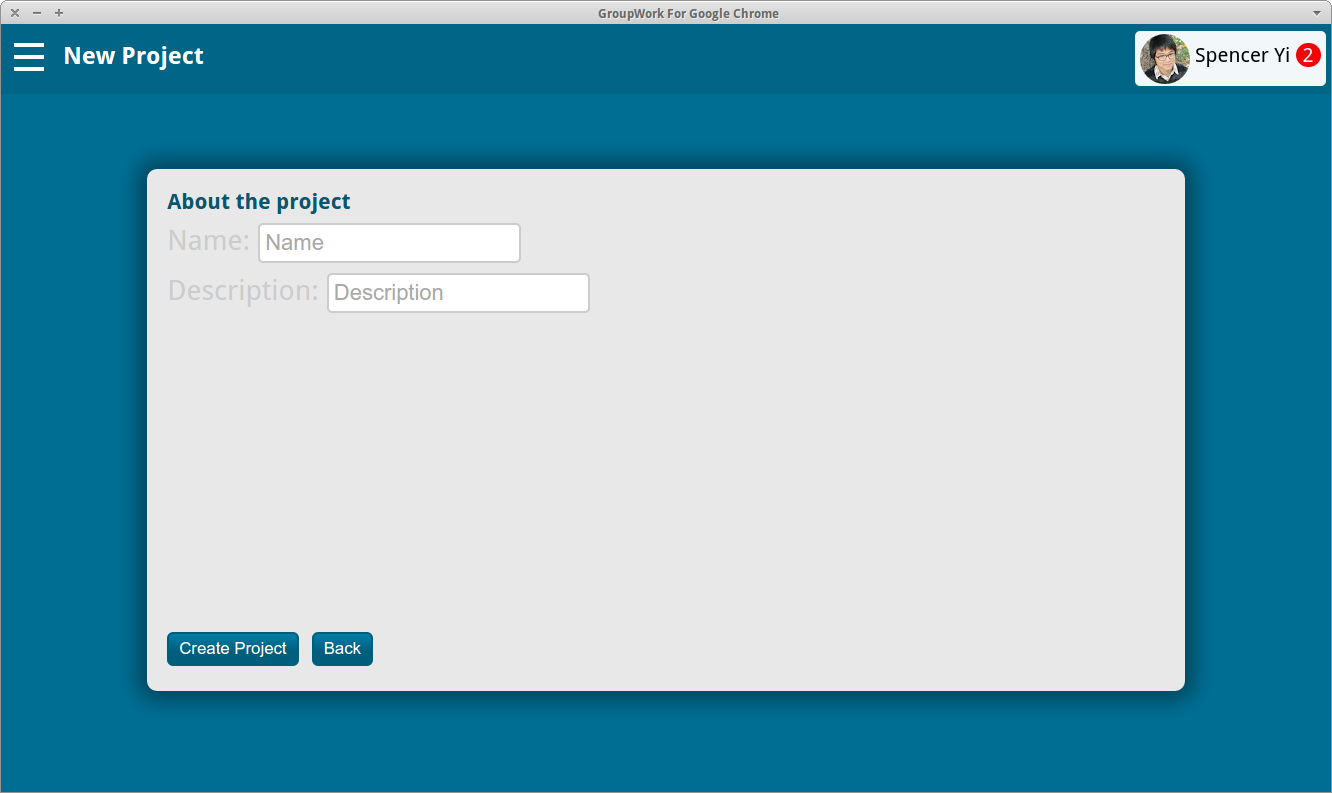 GroupWork For Google Chrome
New Project
Spencer Yi 2
About the project
Name: Name
Description: Description
Create Project Back